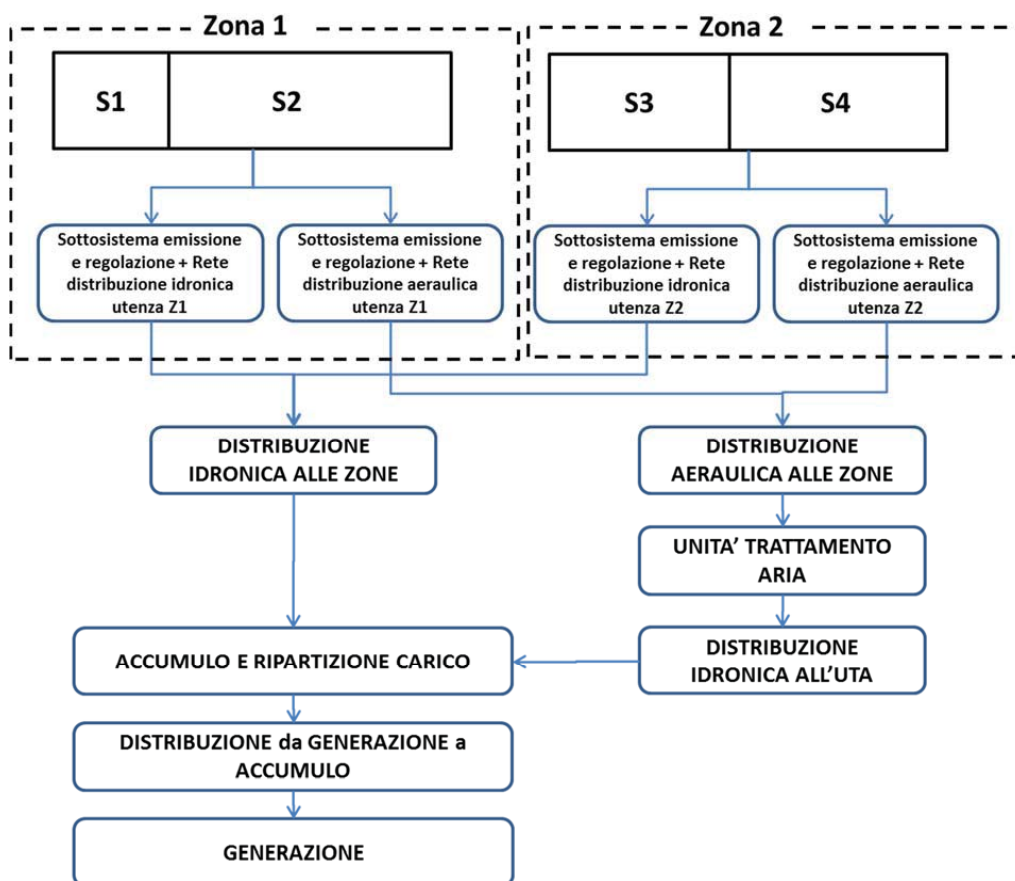 Zona 1
Zona 2
S1
S2
S3
S4
Sottosistema emissione
e regolazione + Rete
distribuzione idronica
utenza Z1
Sottosistema emissione
e regolazione + Rete
distribuzione aeraulica
utenza Z1
Sottosistema emissione
e regolazione + Rete
distribuzione idronica
utenza Z2
Sottosistema emissione
e regolazione + Rete
distribuzione aeraulica
utenza Z2
DISTRIBUZIONE
IDRONICA ALLE ZONE
DISTRIBUZIONE
AERAULICA ALLE ZONE
UNITA’ TRATTAMENTO
ARIA
ACCUMULO E RIPARTIZIONE CARICO
DISTRIBUZIONE
IDRONICA ALL’UTA
DISTRIBUZIONE da GENERAZIONE a
ACCUMULO
GENERAZIONE